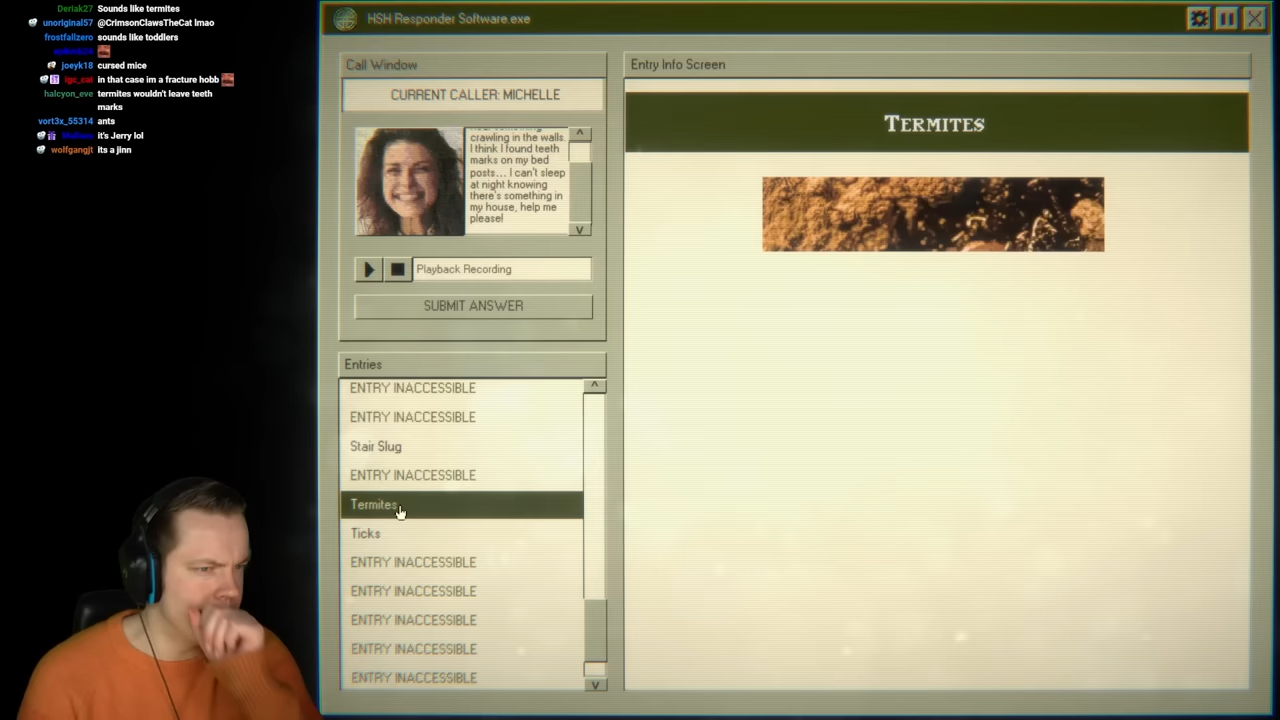 Deriak27 Sounds like termites
unoriginal57 @CrimsonClawsTheCat lmao
frostfallzero sounds like toddlers
joeyk18 cursed mice
igc_cat in that case im a fracture hobb
halcyon_eve termites wouldn't leave teeth
marks
vort3x_55314 ants
it's Jerry lol
wolfgangjt its a jinn
HSH Responder Software.exe
Call Window
CURRENT CALLER: MICHELLE
crawling in the walls.
I think I found teeth
marks on my bed
posts... I can't sleep
at night knowing
there's something in
my house, help me
please!
Playback Recording
SUBMIT ANSWER
Entries
ENTRY INACCESSIBLE
ENTRY INACCESSIBLE
Stair Slug
ENTRY INACCESSIBLE
Termites
Ticks
ENTRY INACCESSIBLE
ENTRY INACCESSIBLE
ENTRY INACCESSIBLE
ENTRY INACCESSIBLE
ENTRY INACCESSIBLE
Entry Info Screen
TERMITES